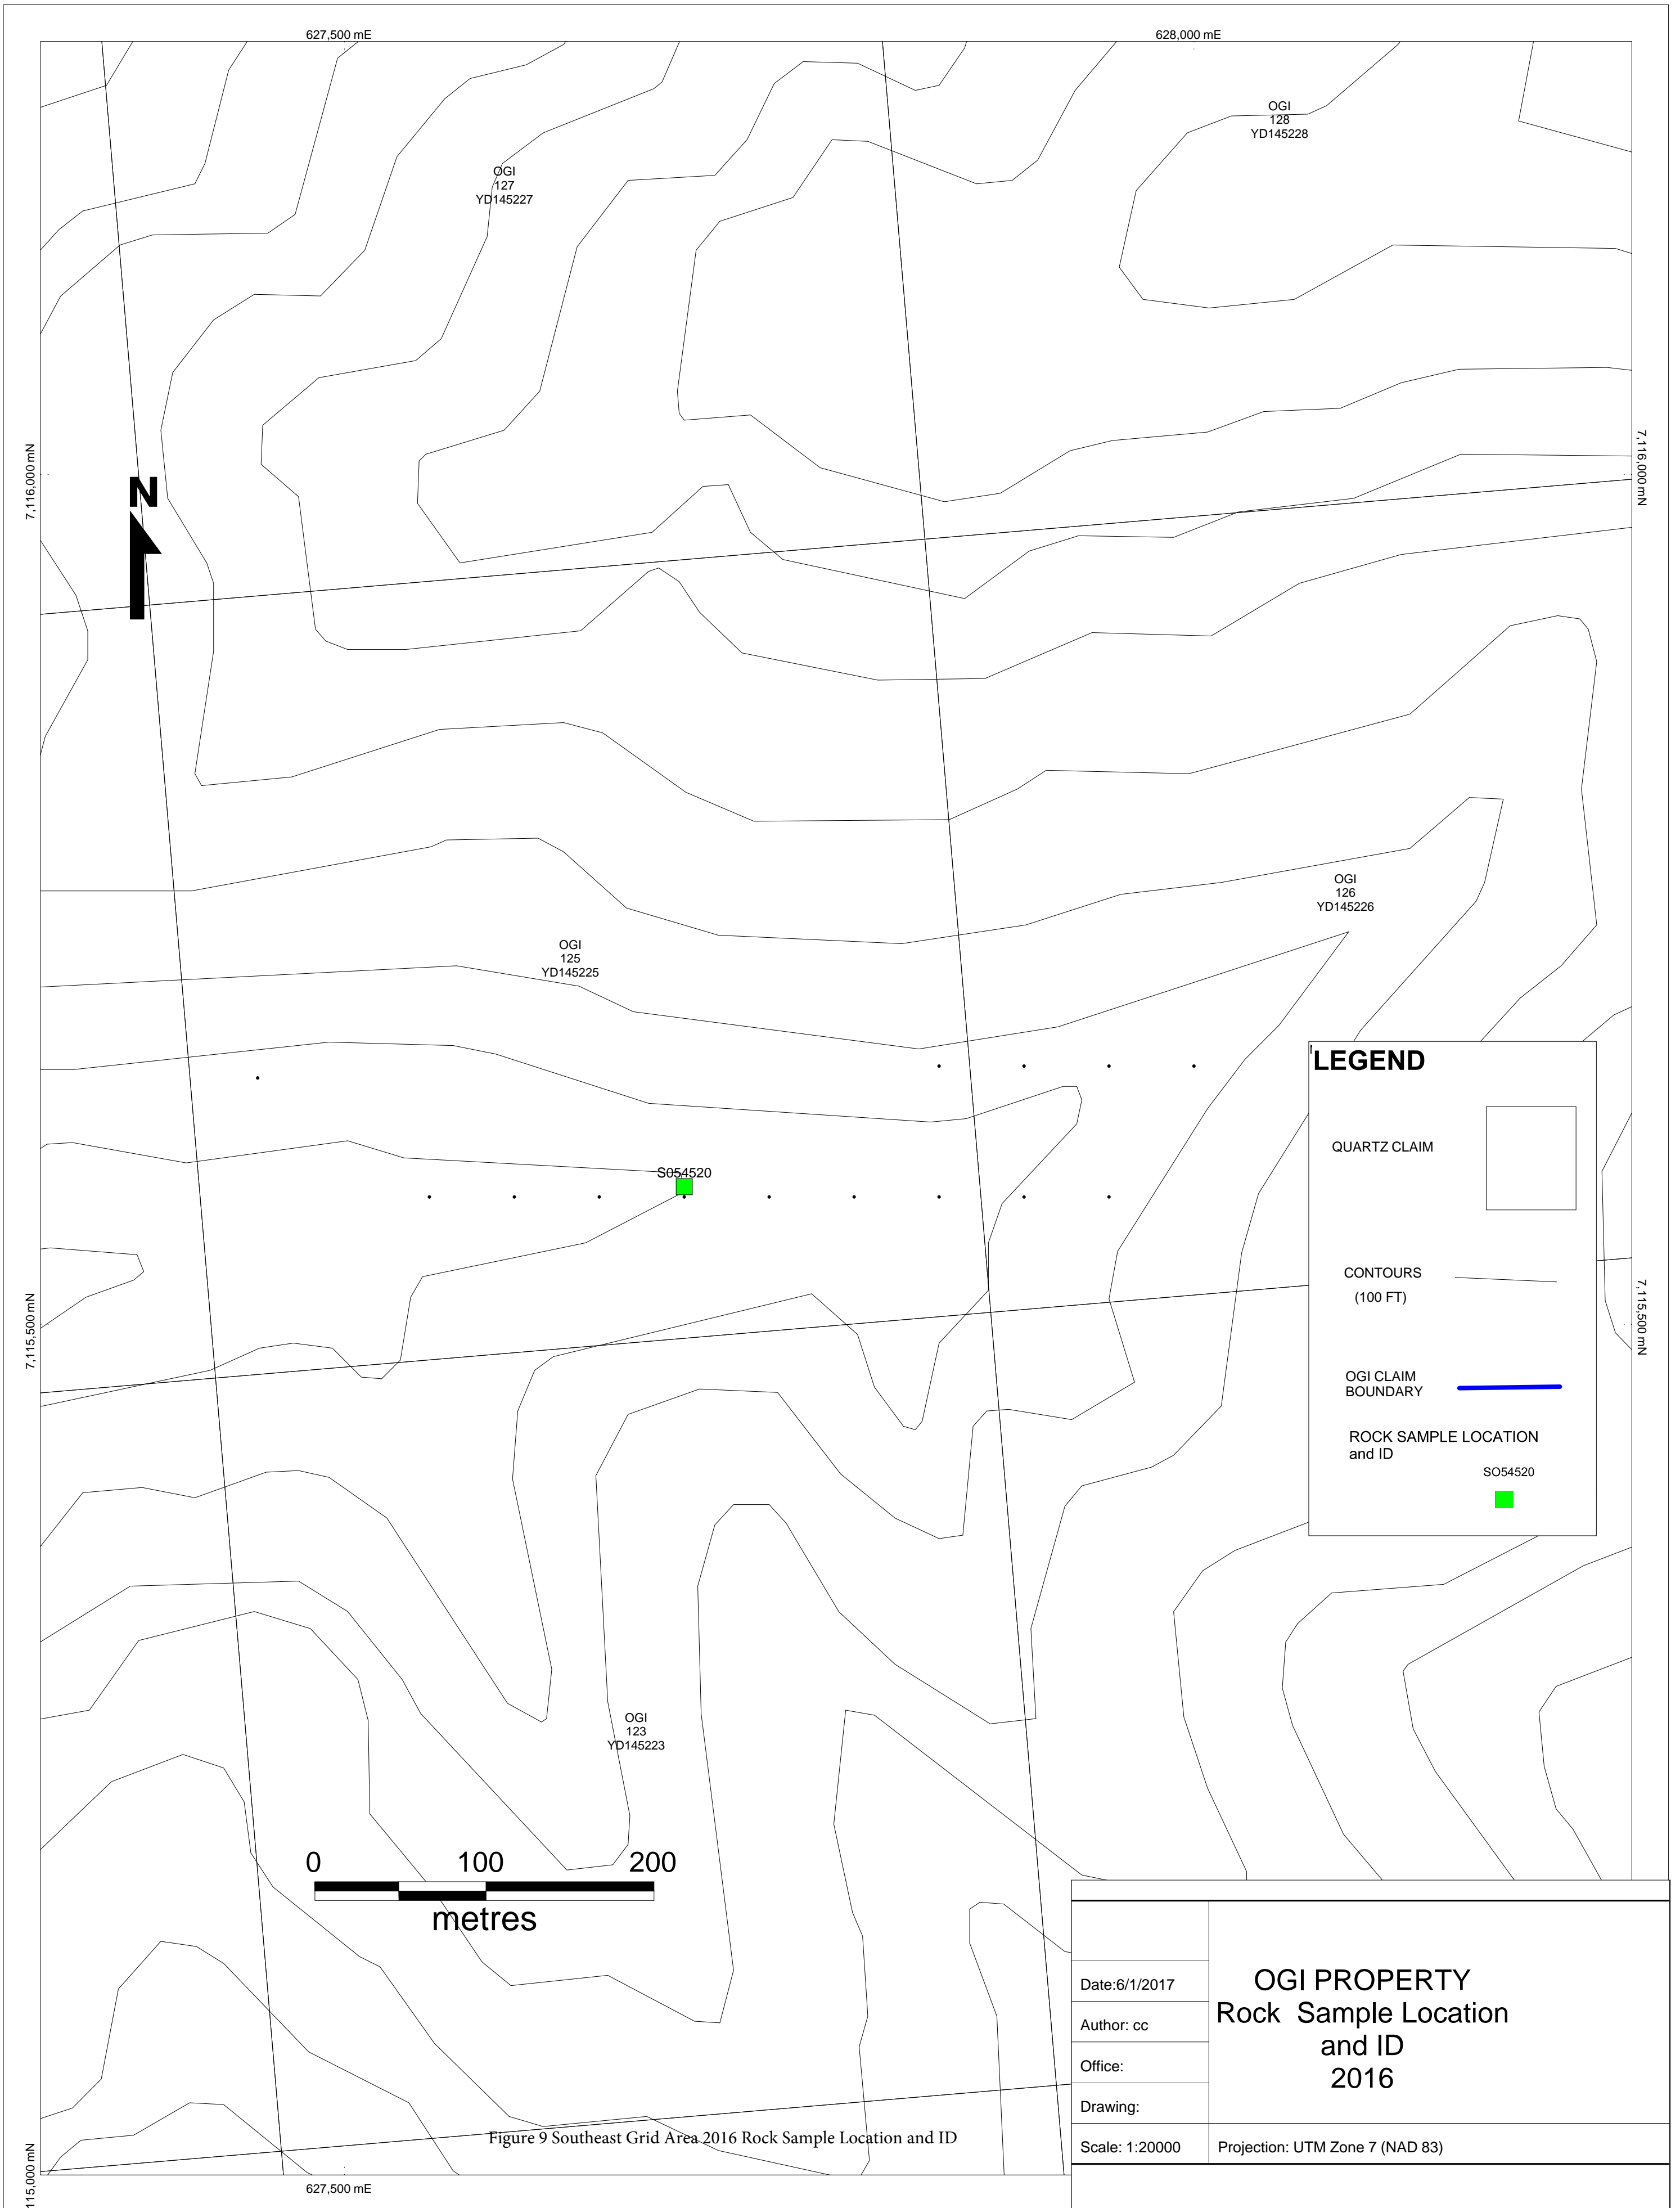 627,500 mE
628,000 mE
OGI
128
YD145228
OGI
127
YD145227
7,116,000 mN
7,116,000 mN
N
OGI
126
YD145226
OGI
125
YD145225
LEGEND
QUARTZ CLAIM
S054520
CONTOURS
(100 FT)
7,115,500 mN
7,115,500 mN
OGI CLAIM
BOUNDARY
ROCK SAMPLE LOCATION
and ID
SO54520
OGI
123
YD145223
0 100 200
metres
Date:6/1/2017
Author: cc
Office:
Drawing:
Scale: 1:20000
OGI PROPERTY
Rock Sample Location
and ID
2016
Projection: UTM Zone 7 (NAD 83)
Figure 9 Southeast Grid Area 2016 Rock Sample Location and ID
115,000 mN
627,500 mE